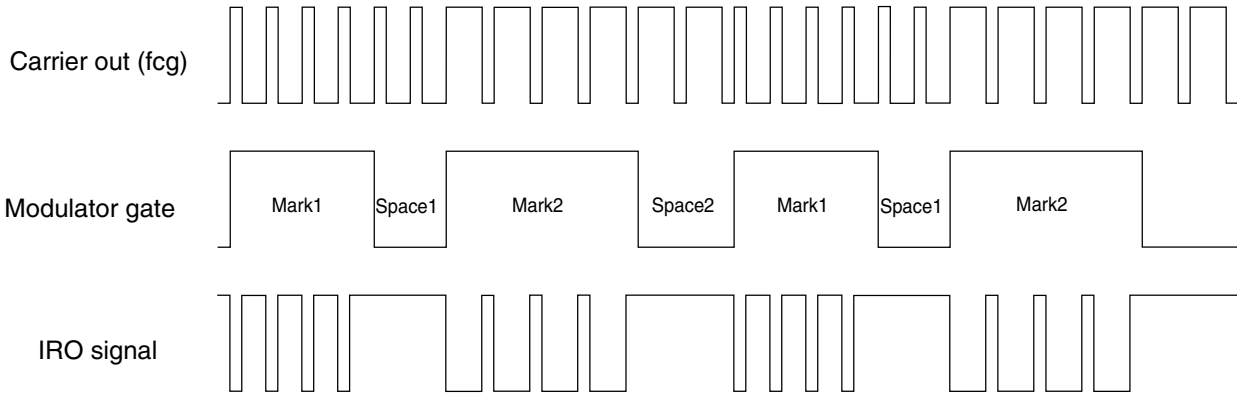 Carrier out (fcg)
Modulator gate
Mark1 Space1 Mark2 Space2 Mark1 Space1 Mark2
IRO signal